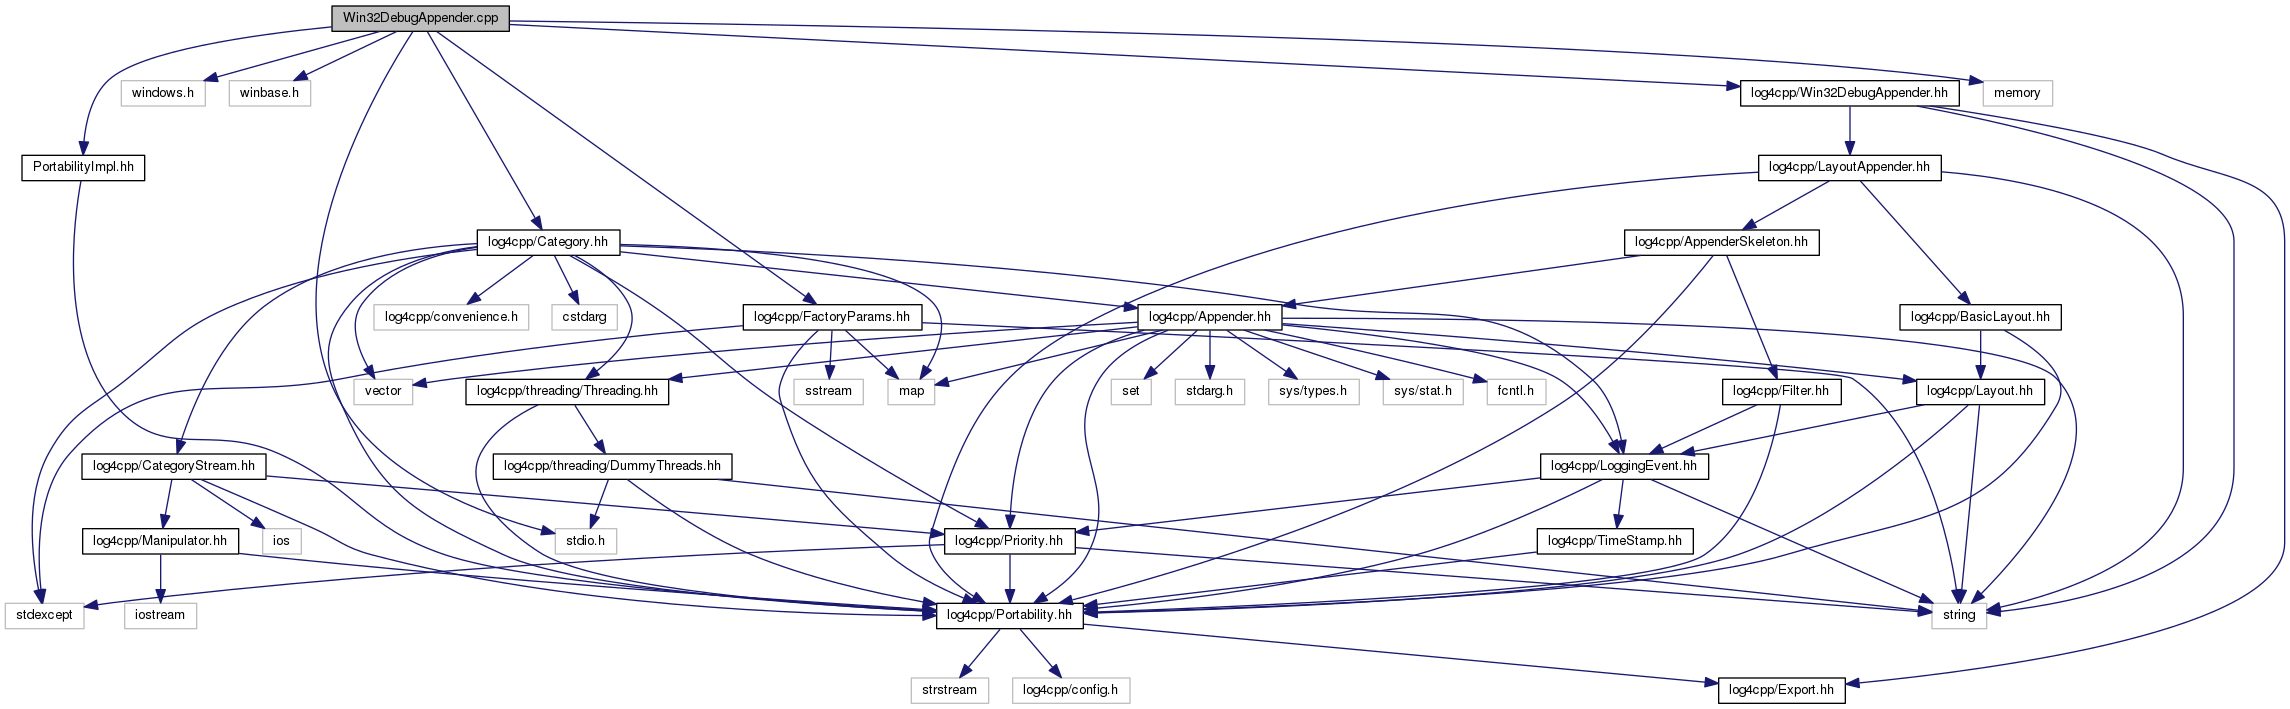 Win32DebugAppender.cpp
windows.h
winbase.h
log4cpp/Win32DebugAppender.hh
memory
PortabilityImpl.hh
log4cpp/LayoutAppender.hh
log4cpp/Category.hh
log4cpp/AppenderSkeleton.hh
log4cpp/convenience.h
cstdarg
log4cpp/FactoryParams.hh
log4cpp/Appender.hh
log4cpp/BasicLayout.hh
vector
log4cpp/threading/Threading.hh
sstream
map
set
stdarg.h
sys/types.h
sys/stat.h
fcntl.h
log4cpp/Filter.hh
log4cpp/Layout.hh
log4cpp/CategoryStream.hh
log4cpp/threading/DummyThreads.hh
log4cpp/LoggingEvent.hh
log4cpp/Manipulator.hh
ios
stdio.h
log4cpp/Priority.hh
log4cpp/TimeStamp.hh
stdexcept
iostream
log4cpp/Portability.hh
string
strstream
log4cpp/config.h
log4cpp/Export.hh